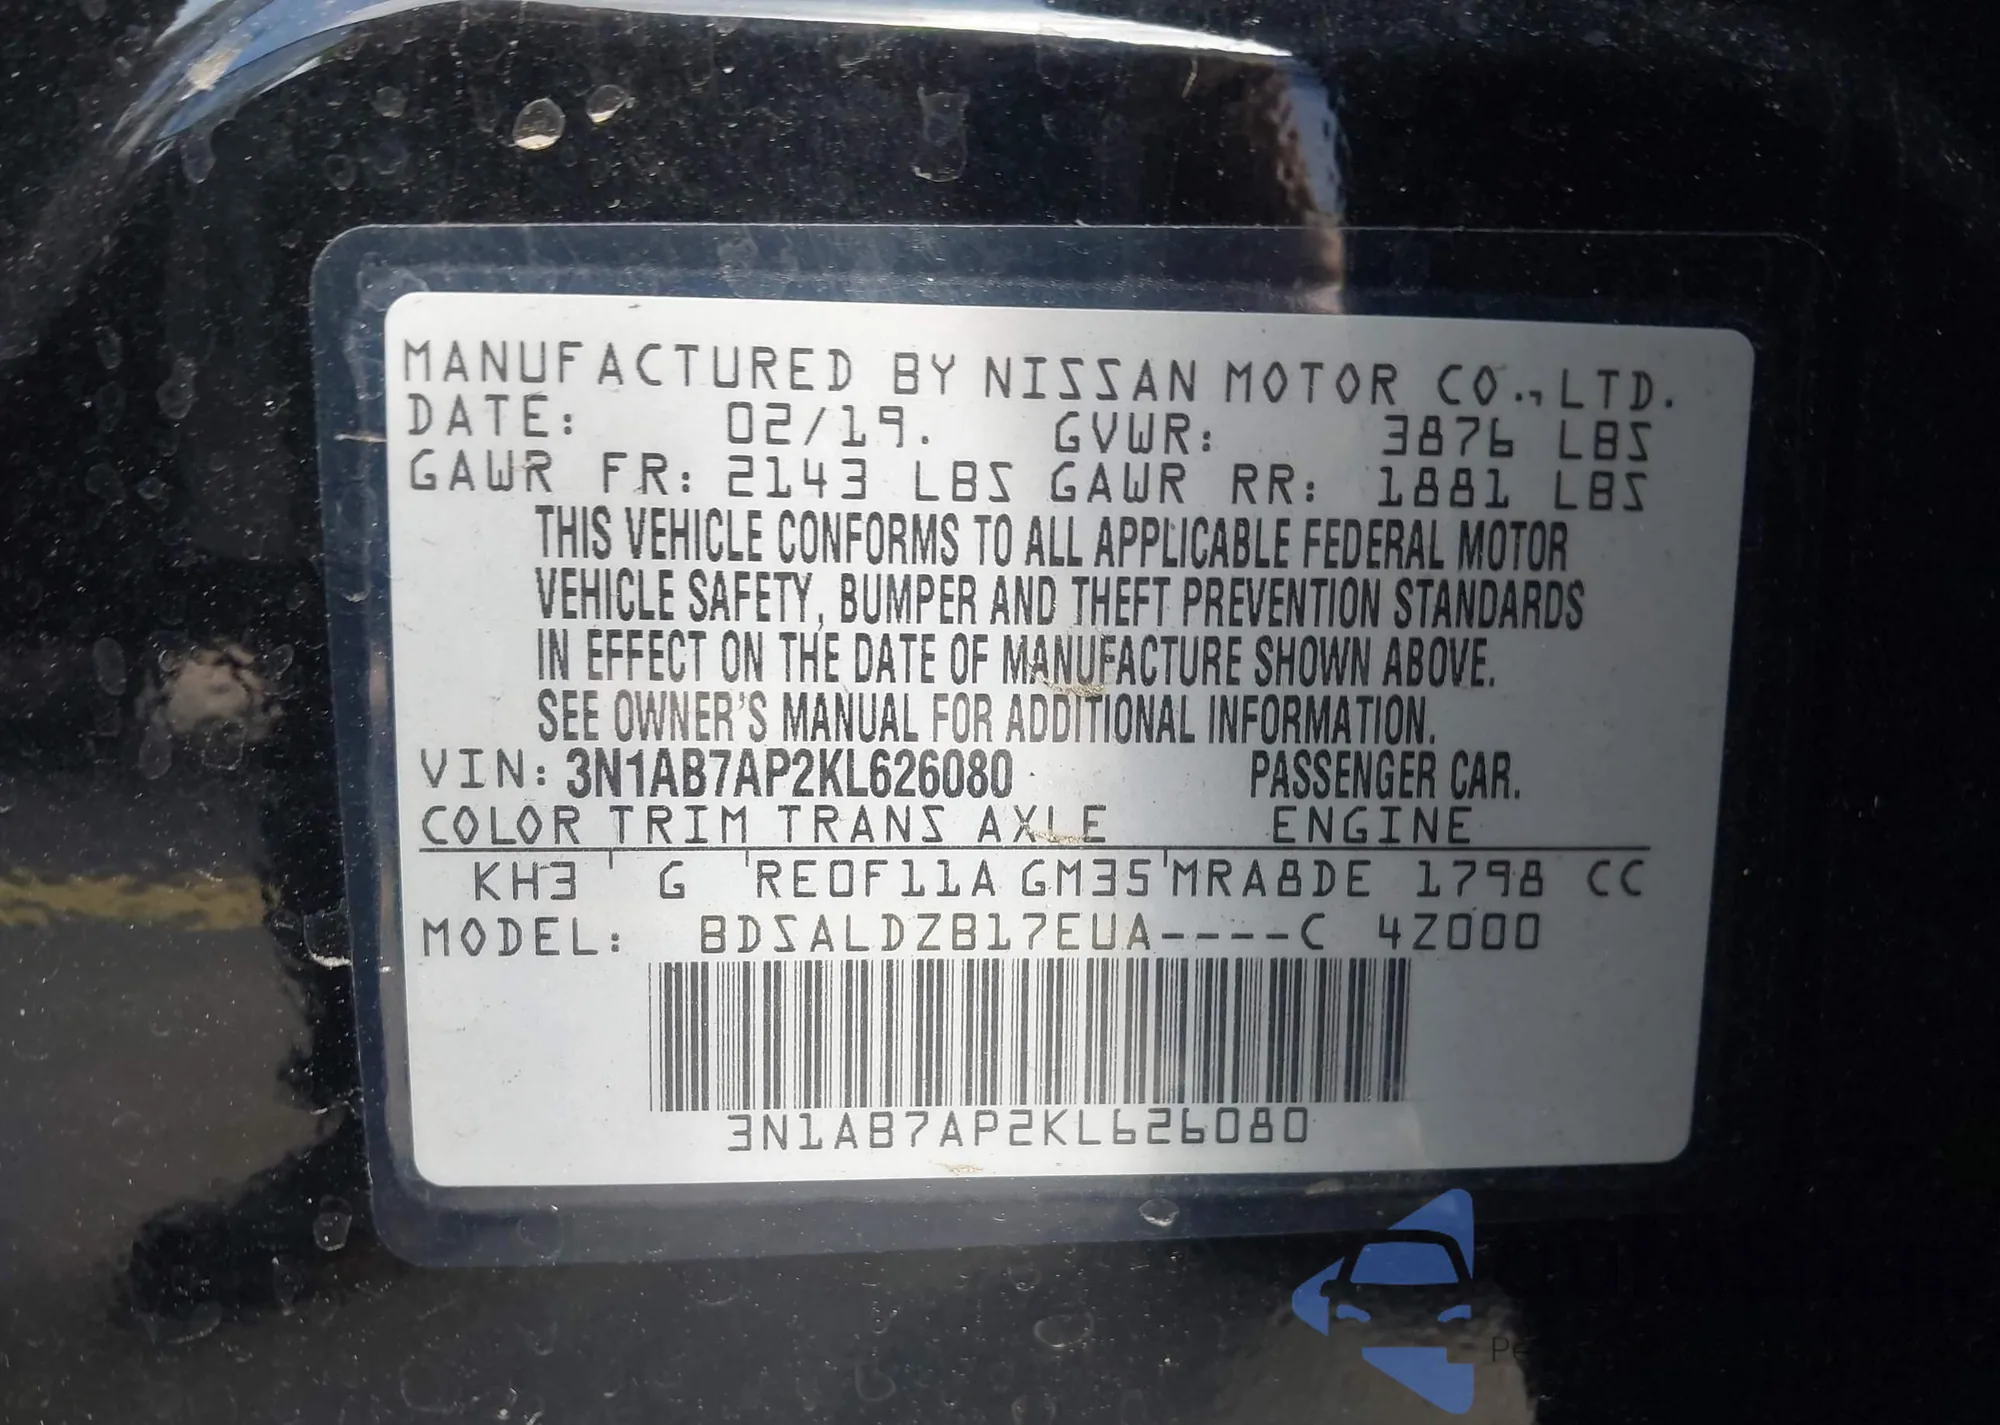 MANUFACTURED BY NISSAN MOTOR CO., LTD.
DATE: 02/19. GVWR: 3876 LBS
GAWR FR: 2143 LBS GAWR RR: 1881 LBS
THIS VEHICLE CONFORMS TO ALL APPLICABLE FEDERAL MOTOR
VEHICLE SAFETY, BUMPER AND THEFT PREVENTION STANDARDS
IN EFFECT ON THE DATE OF MANUFACTURE SHOWN ABOVE.
SEE OWNER'S MANUAL FOR ADDITIONAL INFORMATION.
VIN: 3N1AB7AP2KL626080 PASSENGER CAR.
COLOR TRIM TRANS AXLE ENGINE
KH3 G RE0F11A GM35 MRA8DE 1798 CC
MODEL: BDSALDZB17EUA----C 4Z000
3N1AB7AP2KL626080